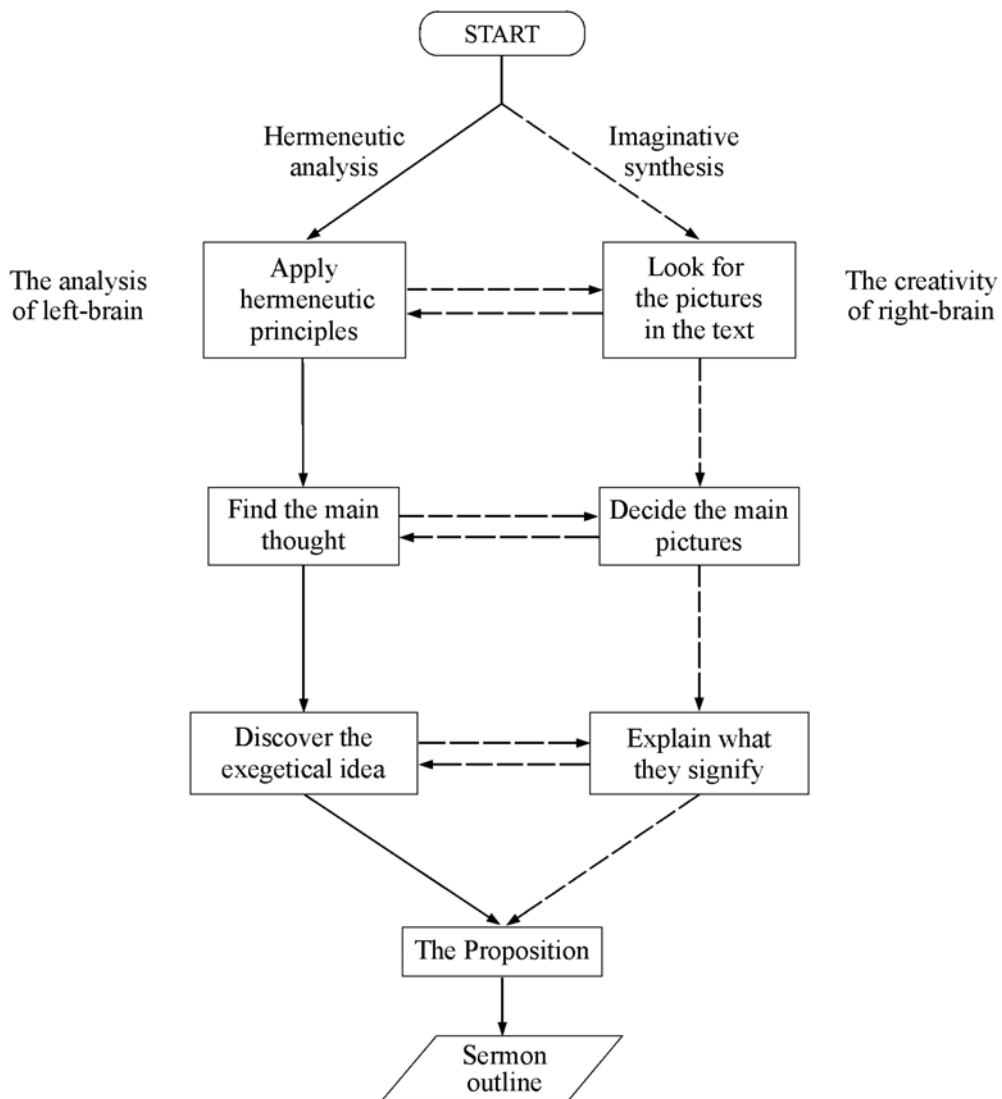 START
Hermeneutic
analysis
Imaginative
synthesis
The analysis
of left-brain
Apply
hermeneutic
principles
Look for
the pictures
in the text
The creativity
of right-brain
Find the main
thought
Decide the main
pictures
Discover the
exegetical idea
Explain what
they signify
The Proposition
Sermon
outline